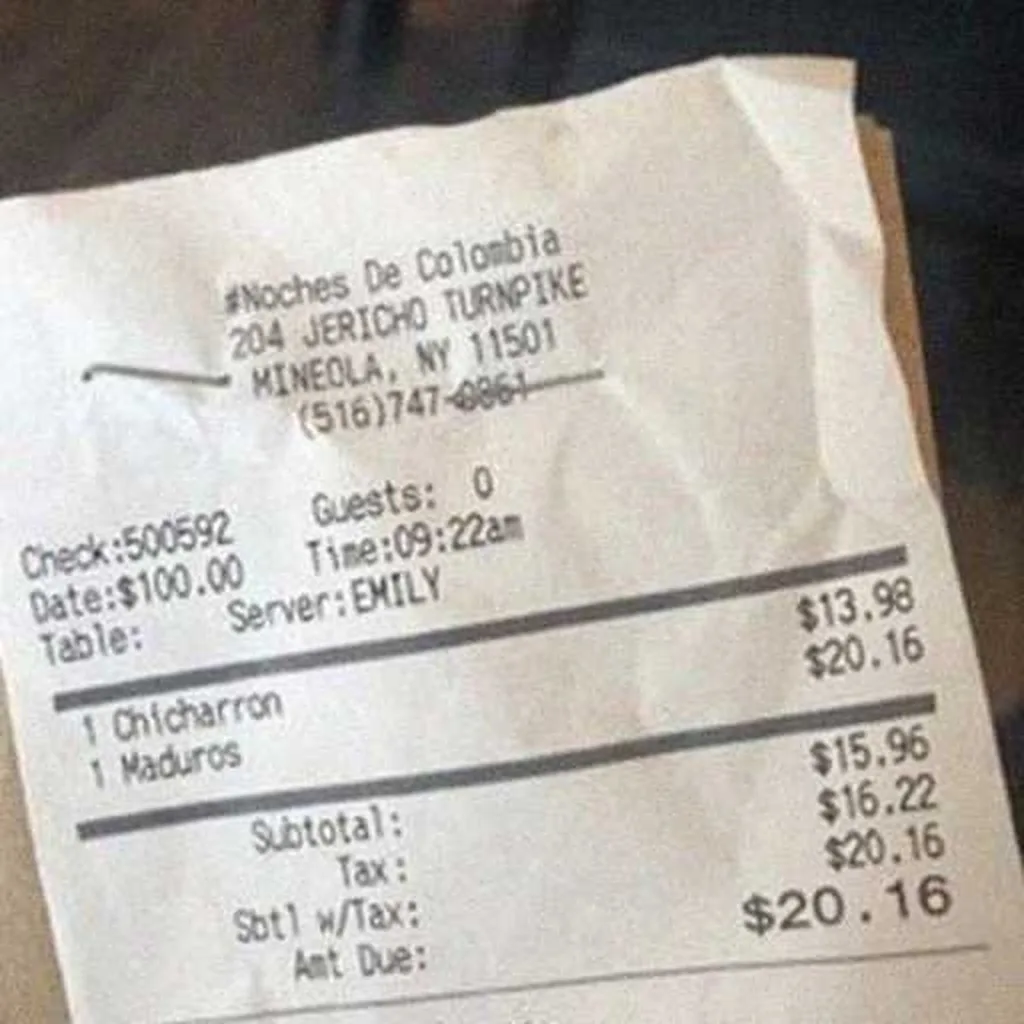 #Noches De Colombia
204 JERICHO TURNPIKE
MINEOLA, NY 11501
(516)747-0861
Check:500592 Guests: 0
Date:$100.00 Time:09:22am
Table: Server:EMILY
1 Chicharron $13.98
1 Maduros $20.16
Subtotal: $15.96
Tax: $16.22
Sbtl w/Tax: $20.16
Amt Due: $20.16